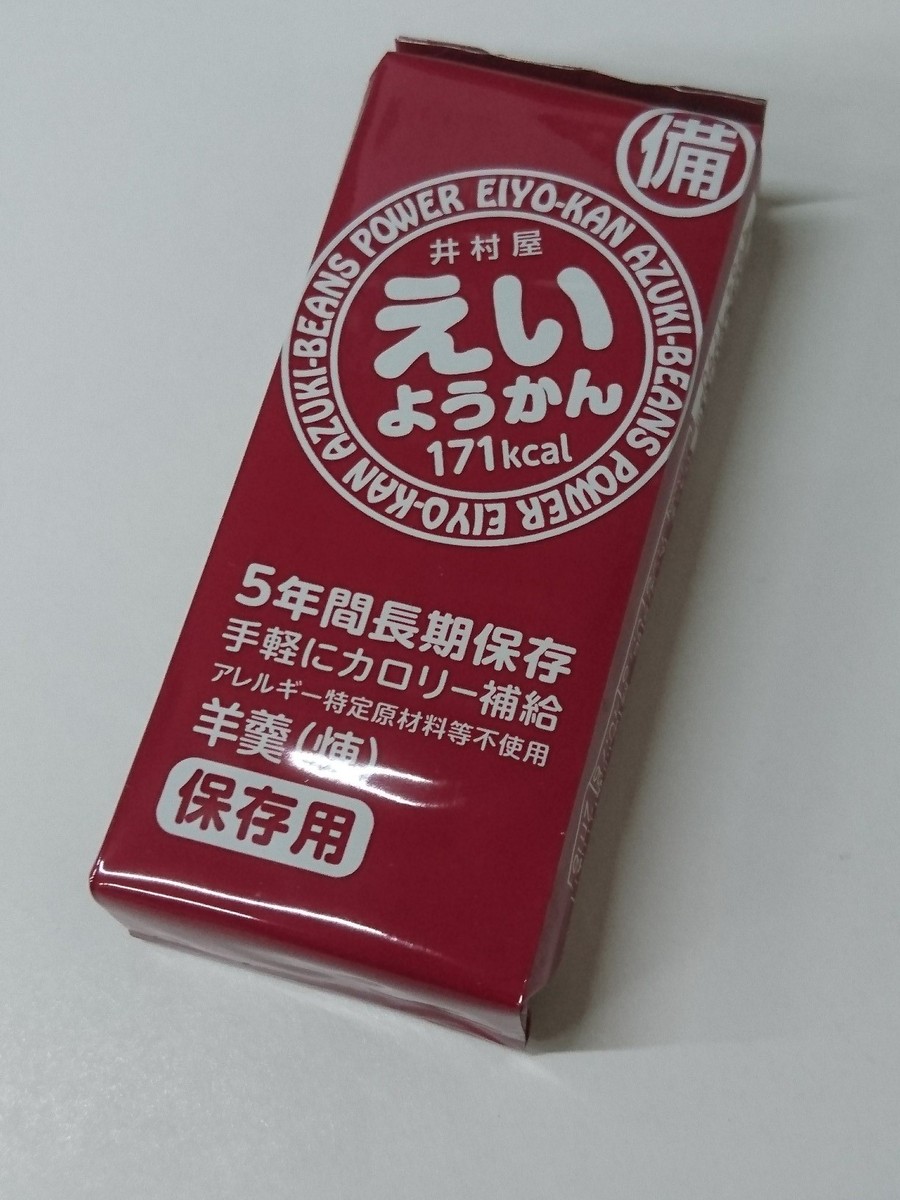 備
AZUKI-BEANS POWER EIYO-KAN AZUKI-BEANS POWER EIYO-KAN
井村屋
えい
ようかん
171kcal
5年間長期保存
手軽にカロリー補給
アレルギー特定原材料等不使用
羊羹(煉)
保存用